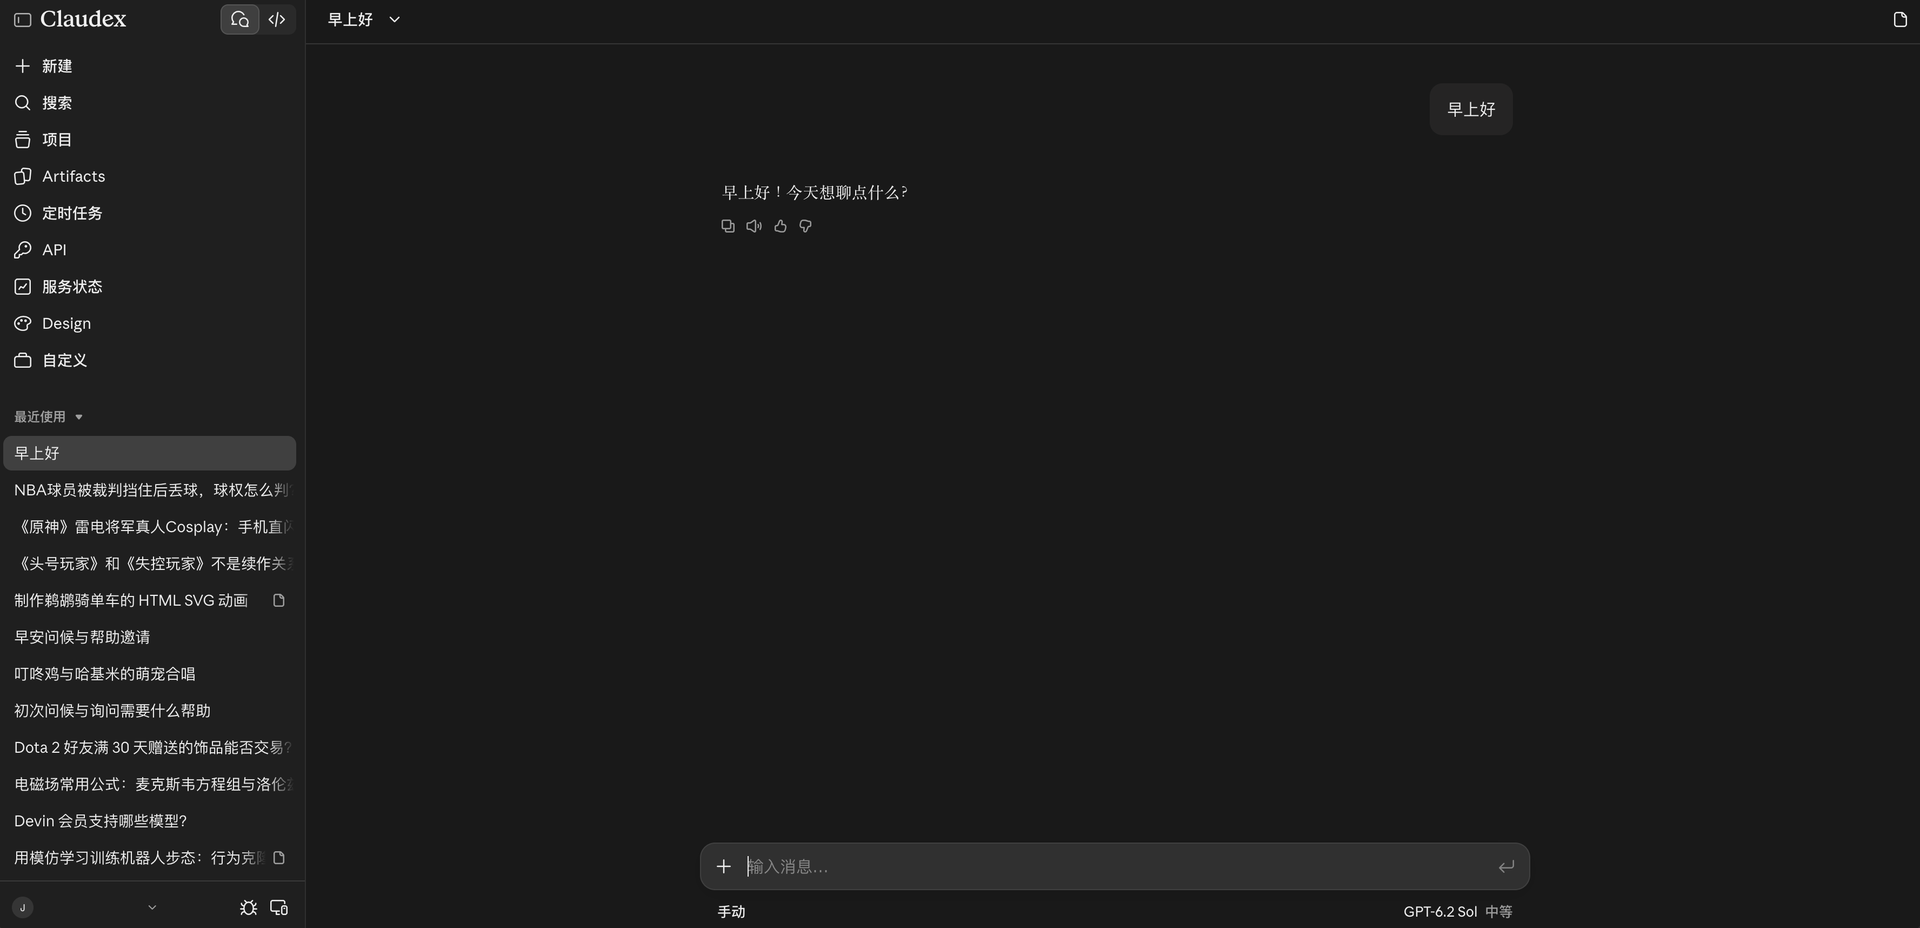 Claudex
新建
搜索
项目
Artifacts
定时任务
API
服务状态
Design
自定义
最近使用
早上好
NBA球员被裁判挡住后丢球，球权怎么判
《原神》雷电将军真人Cosplay：手机直
《头号玩家》和《失控玩家》不是续作关
制作鹈鹕骑单车的 HTML SVG 动画
早安问候与帮助邀请
叮咚鸡与哈基米的萌宠合唱
初次问候与询问需要什么帮助
Dota 2 好友满 30 天赠送的饰品能否交易?
电磁场常用公式：麦克斯韦方程组与洛伦
Devin 会员支持哪些模型?
用模仿学习训练机器人步态：行为克
J
早上好
早上好
早上好！今天想聊点什么?
输入消息...
手动
GPT-6.2 Sol 中等